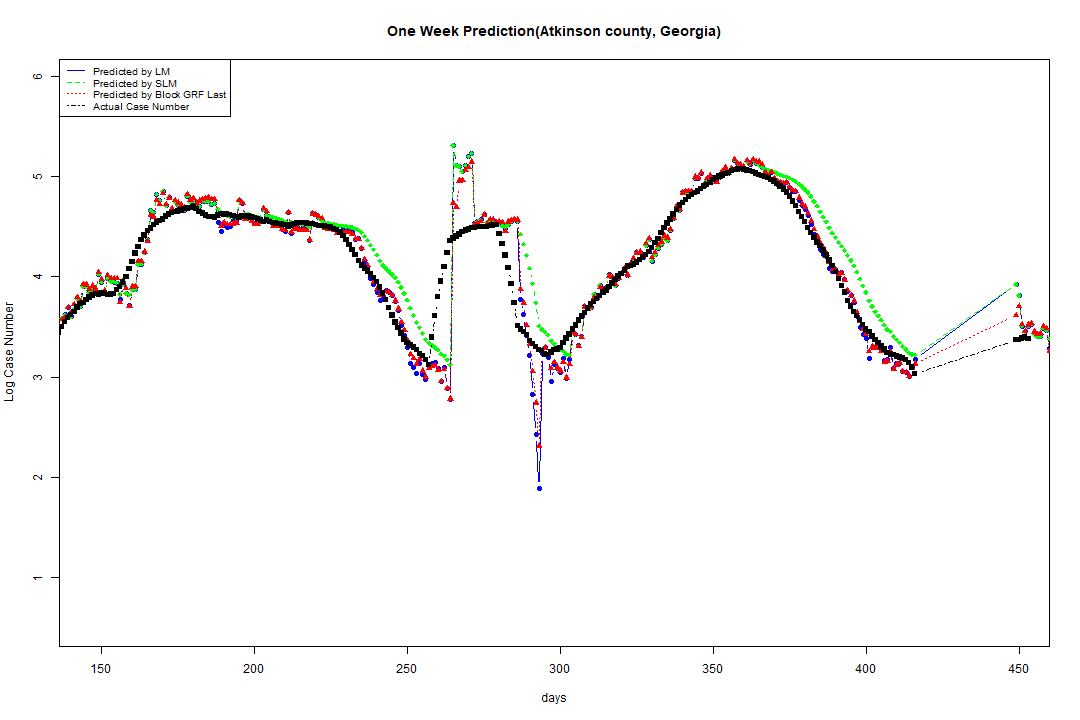 One Week Prediction(Atkinson county, Georgia)
Predicted by LM
Predicted by SLM
Predicted by Block GRF Last
Actual Case Number
Log Case Number
6
5
4
3
2
1
150 200 250 300 350 400 450
days